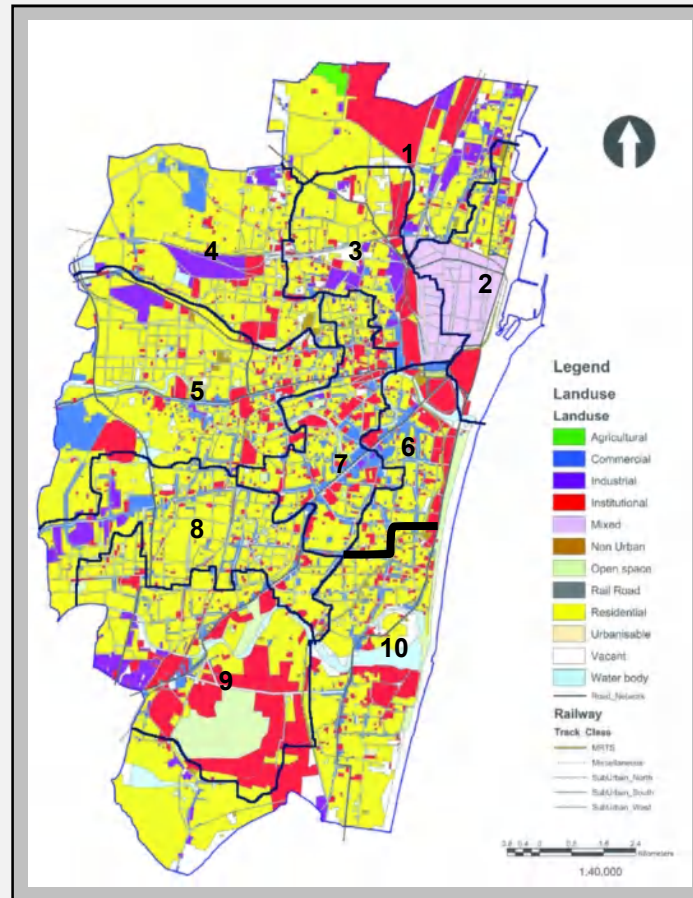 1
2
3
4
5
6
7
8
9
10
Legend
Landuse
Landuse
Agricultural
Commercial
Industrial
Institutional
Mixed
Non Urban
Open space
Rail Road
Residential
Urbanisable
Vacant
Water body
Road_Network
Railway
Track_Class
MRTS
Miscellaneous
SubUrban_North
SubUrban_South
SubUrban_West
Kilometers
1:40,000